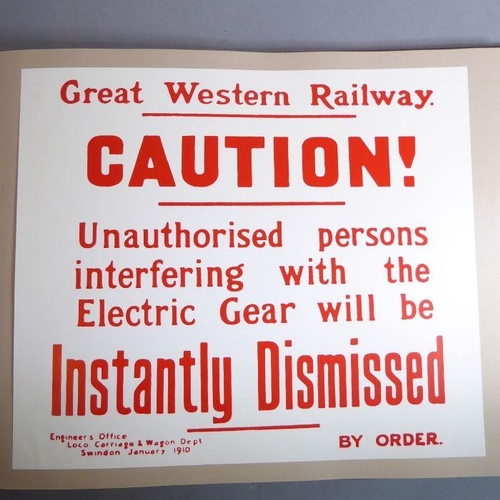 Great Western Railway.
CAUTION!
Unauthorised persons
interfering with the
Electric Gear will be
Instantly Dismissed
Engineers Office
Loco Carriage & Wagon Dept
Swindon January 1910
BY ORDER.